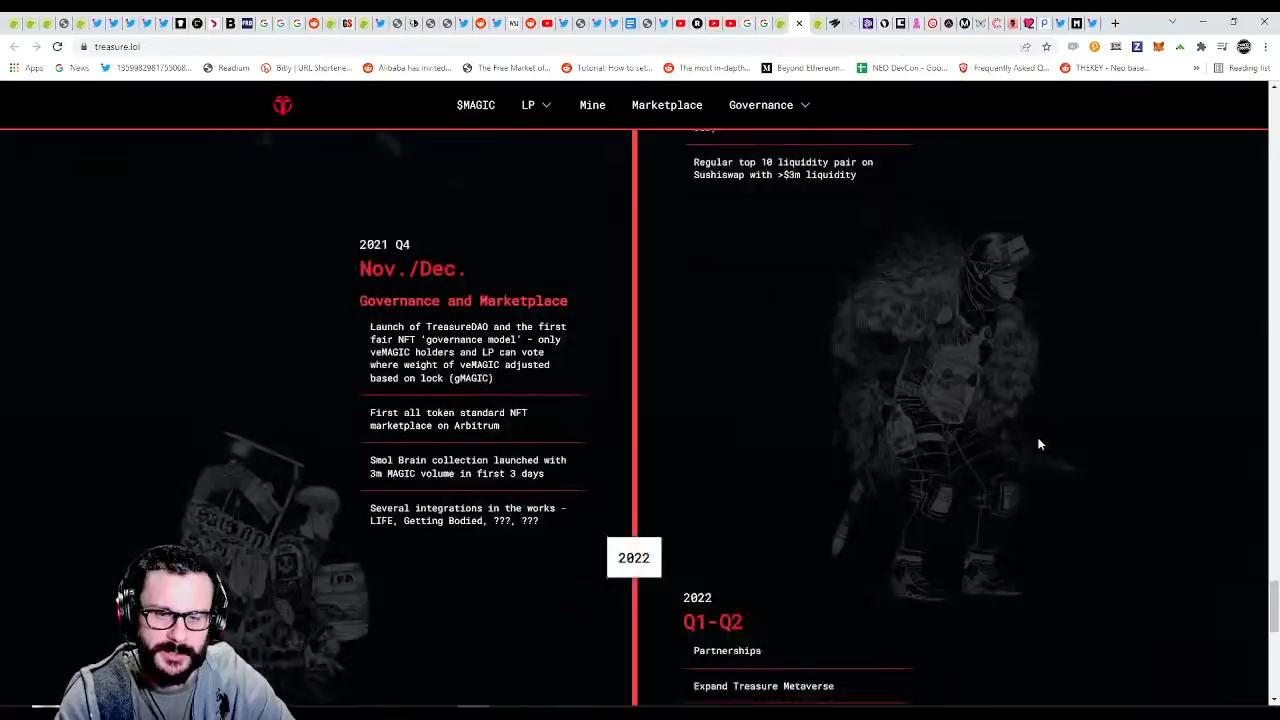 treasure.lol
Apps
News
1359982981755068...
Readium
Bitly | URL Shortene...
Alibaba has invited...
The Free Market of...
Tutorial: How to set...
The most in-depth...
Beyond Ethereum...
NEO DevCon - Goo...
Frequently Asked Q...
THEKEY - Neo base...
»
Reading list
$MAGIC
LP
Mine
Marketplace
Governance
Regular top 10 liquidity pair on
Sushiswap with >$3m liquidity
2021 Q4
Nov./Dec.
Governance and Marketplace
Launch of TreasureDAO and the first
fair NFT ‘governance model’ – only
veMAGIC holders and LP can vote
where weight of veMAGIC adjusted
based on lock (gMAGIC)
First all token standard NFT
marketplace on Arbitrum
Smol Brain collection launched with
3m MAGIC volume in first 3 days
Several integrations in the works –
LIFE, Getting Bodied, ???, ???
2022
2022
Q1-Q2
Partnerships
Expand Treasure Metaverse